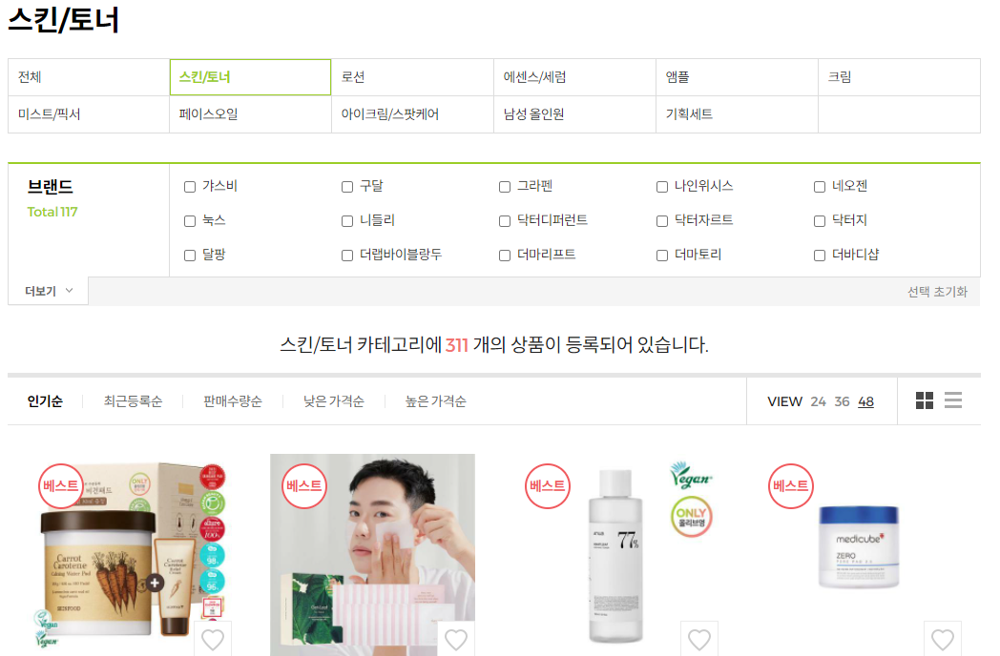 스킨/토너
전체 스킨/토너 로션 에센스/세럼 앰플 크림
미스트/픽서 페이스오일 아이크림/스팟케어 남성 올인원 기획세트
브랜드
Total 117
갸스비 구달 그라펜 나인위시스 네오젠
눅스 니들리 닥터디퍼런트 닥터자르트 닥터지
달팡 더랩바이블랑두 더마리프트 더마토리 더바디샵
더보기 선택 초기화
스킨/토너 카테고리에 311 개의 상품이 등록되어 있습니다.
인기순 최근등록순 판매수량순 낮은 가격순 높은 가격순 VIEW 24 36 48
베스트
Carrot
Carotene
Calming Water Pad
SKINFOOD
Carrot
Carotene
ONLY
allure
100%
Vegan
Vegan
베스트
베스트
77%
Vegan
ONLY
올리브영
베스트
medicube
ZERO